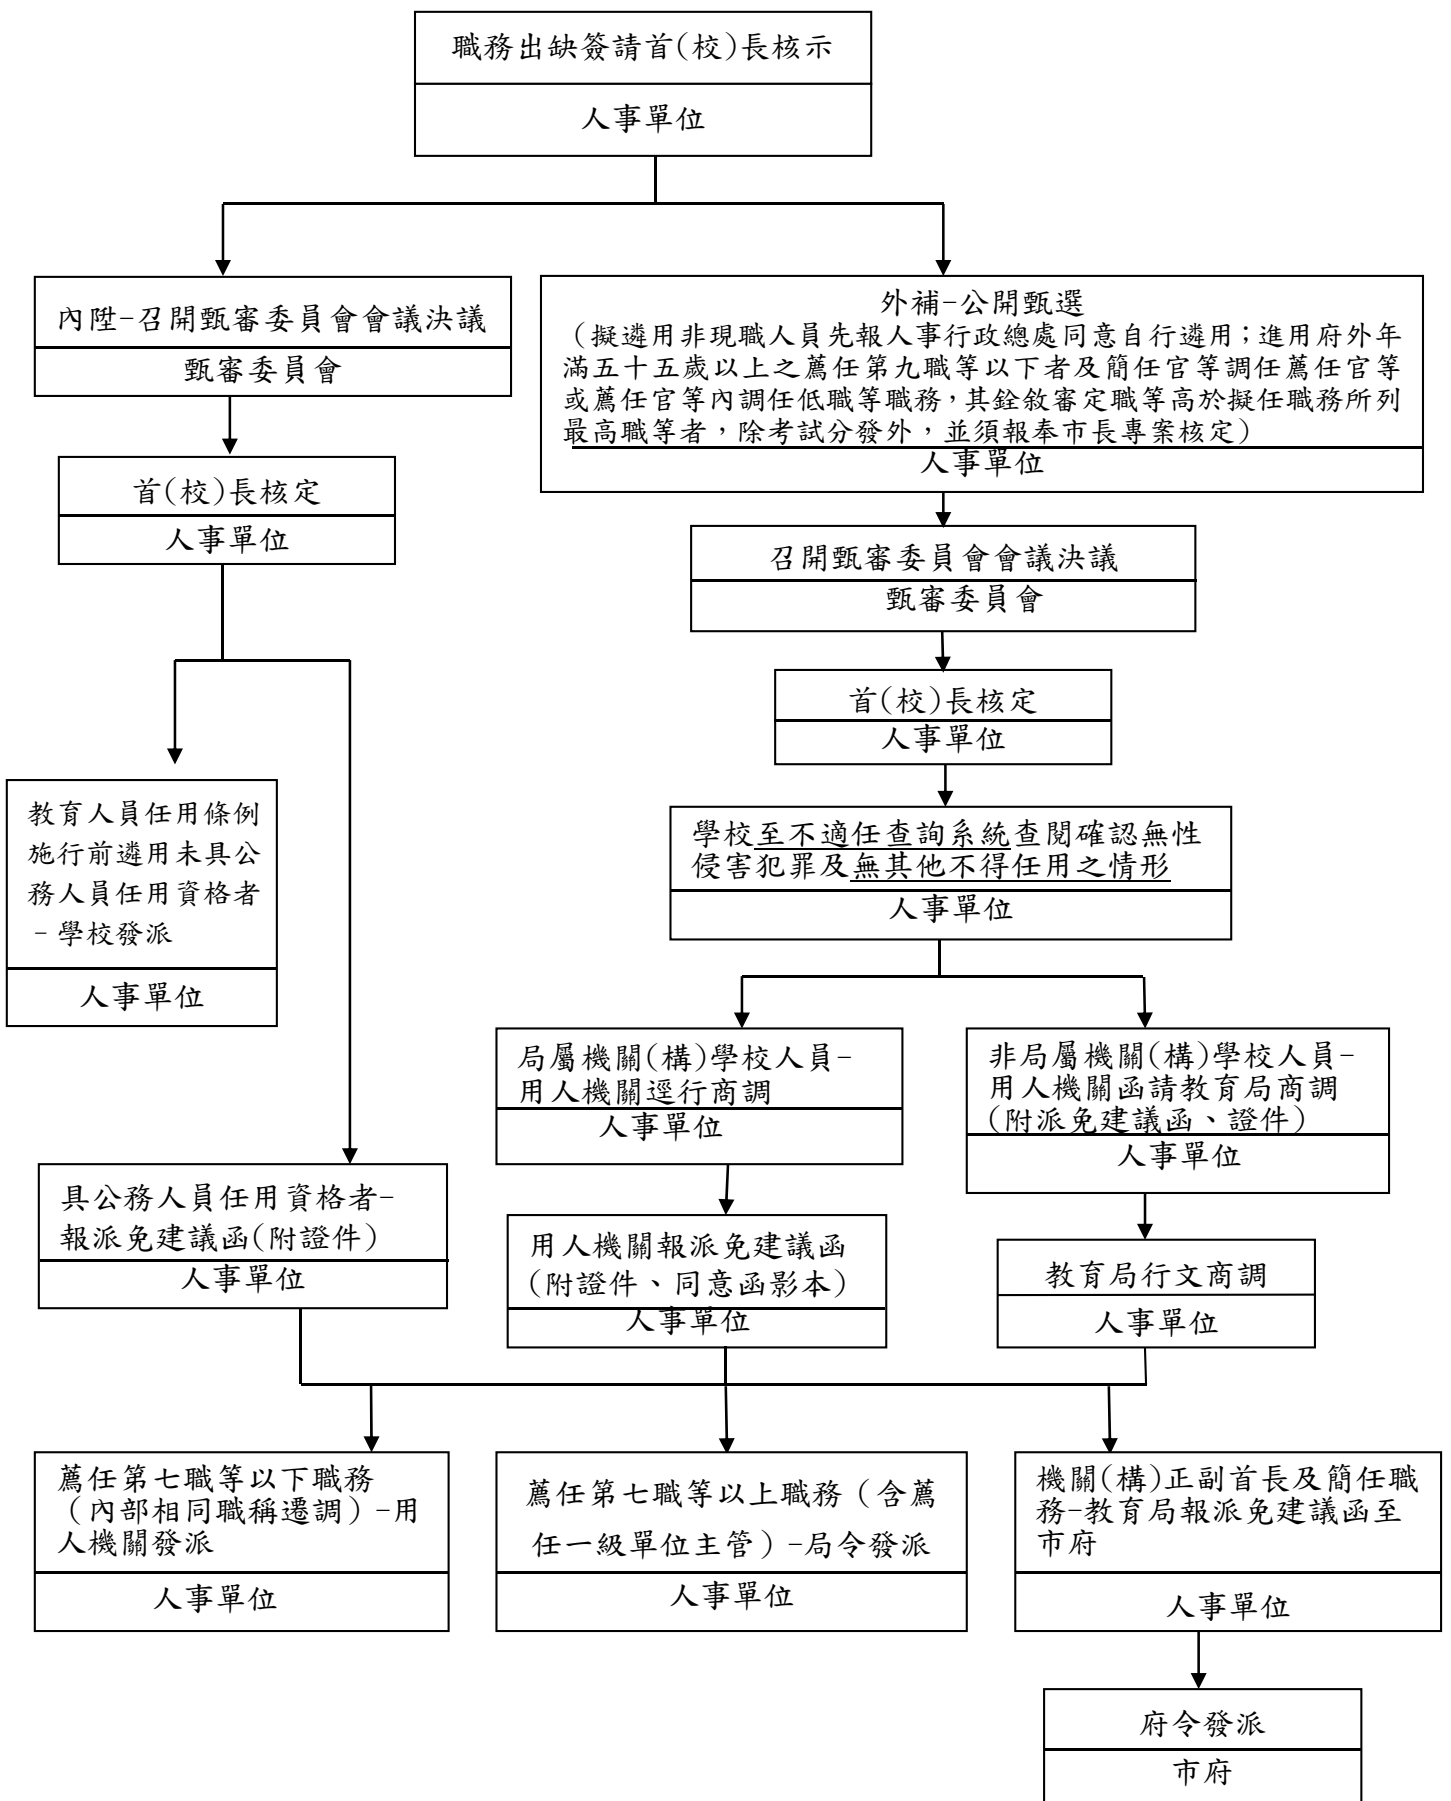 職務出缺簽請首(校)長核示
人事單位
內陞-召開甄審委員會會議決議
甄審委員會
外補-公開甄選
（擬遴用非現職人員先報人事行政總處同意自行遴用；進用府外年
滿五十五歲以上之薦任第九職等以下者及簡任官等調任薦任官等
或薦任官等內調任低職等職務，其銓敘審定職等高於擬任職務所列
最高職等者，除考試分發外，並須報奉市長專案核定）
人事單位
首(校)長核定
人事單位
召開甄審委員會會議決議
甄審委員會
首(校)長核定
人事單位
教育人員任用條例
施行前遴用未具公
務人員任用資格者
-學校發派
人事單位
學校至不適任查詢系統查閱確認無性
侵害犯罪及無其他不得任用之情形
人事單位
局屬機關(構)學校人員-
用人機關逕行商調
人事單位
非局屬機關(構)學校人員-
用人機關函請教育局商調
(附派免建議函、證件)
人事單位
具公務人員任用資格者-
報派免建議函(附證件)
人事單位
用人機關報派免建議函
(附證件、同意函影本)
人事單位
教育局行文商調
人事單位
薦任第七職等以下職務
（內部相同職稱遷調）-用
人機關發派
人事單位
薦任第七職等以上職務（含薦
任一級單位主管）-局令發派
人事單位
機關(構)正副首長及簡任職
務-教育局報派免建議函至
市府
人事單位
府令發派
市府